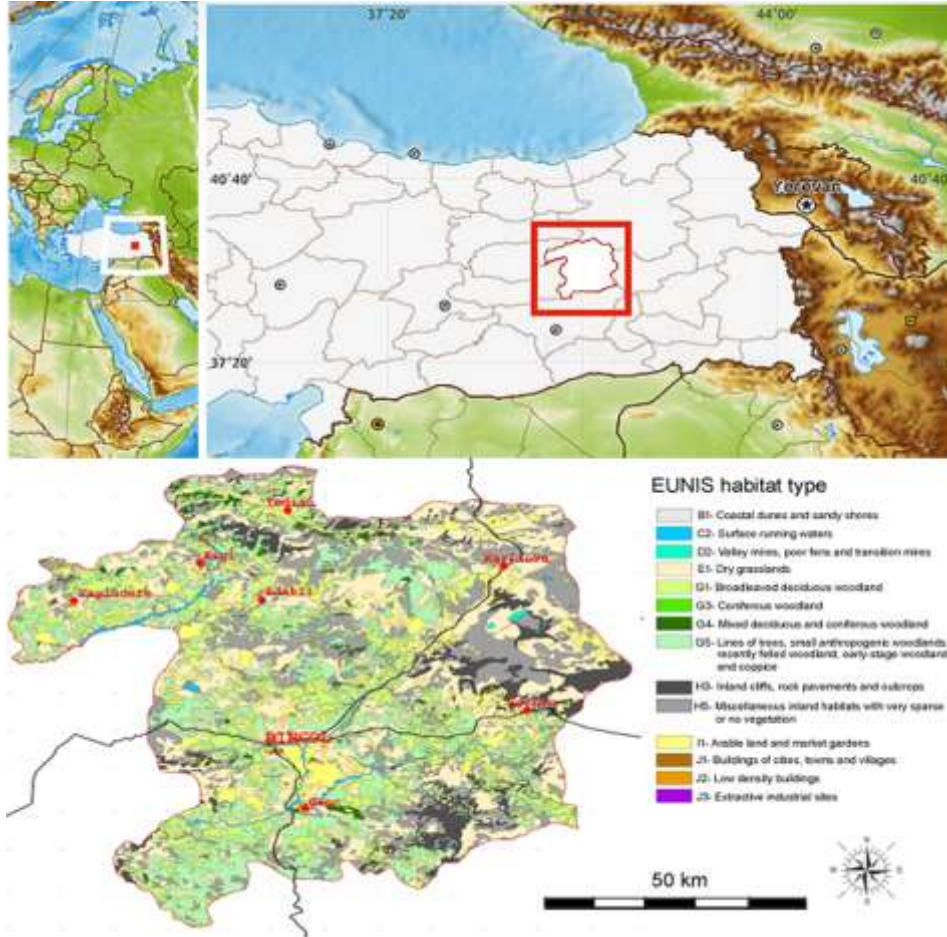 37°20'
44°00'
40°40'
40°40'
Yerevan
37°20'
EUNIS habitat type
B1- Coastal dunes and sandy shores
C2- Surface running waters
D2- Valley mires, poor fens and transition mires
E1- Dry grasslands
G1- Broadleaved deciduous woodland
G3- Coniferous woodland
G4- Mixed deciduous and coniferous woodland
G5- Lines of trees, small anthropogenic woodlands,
recently felled woodland, early-stage woodland
and coppice
H3- Inland cliffs, rock pavements and outcrops
H5- Miscellaneous inland habitats with very sparse
or no vegetation
I1- Arable land and market gardens
J1- Buildings of cities, towns and villages
J2- Low density buildings
J3- Extractive industrial sites
Karlıova
BINGOL
N
50 km